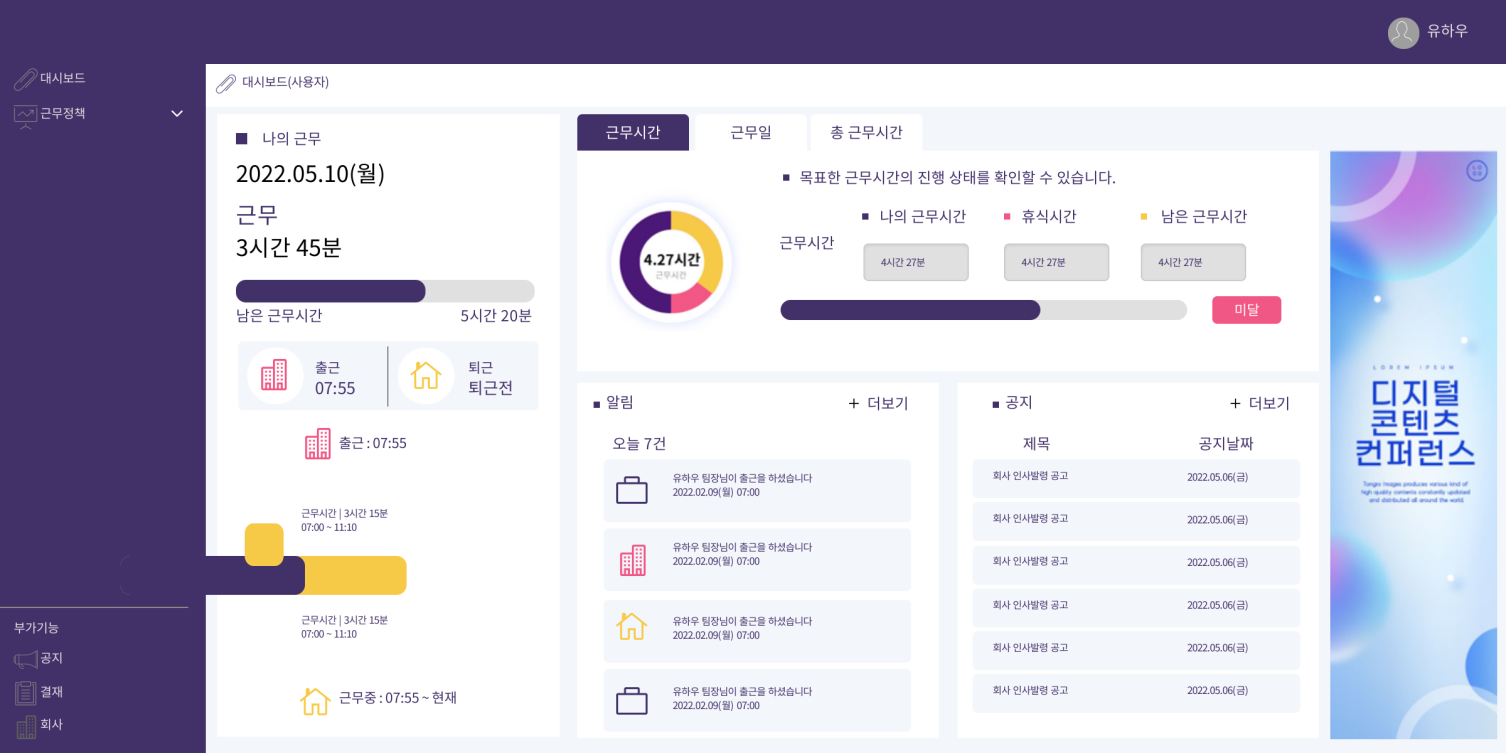 유하우
대시보드
근무정책
부가기능
공지
결재
회사
대시보드(사용자)
나의 근무
2022.05.10(월)
근무
3시간 45분
남은 근무시간 5시간 20분
출근
07:55
퇴근
퇴근전
출근 : 07:55
근무시간 | 3시간 15분
07:00 ~ 11:10
근무시간 | 3시간 15분
07:00 ~ 11:10
근무중 : 07:55 ~ 현재
근무시간 근무일 총 근무시간
목표한 근무시간의 진행 상태를 확인할 수 있습니다.
4.27시간
근무시간
근무시간
나의 근무시간 휴식시간 남은 근무시간
4시간 27분 4시간 27분 4시간 27분
미달
알림 + 더보기
오늘 7건
유하우 팀장님이 출근을 하셨습니다
2022.02.09(월) 07:00
유하우 팀장님이 출근을 하셨습니다
2022.02.09(월) 07:00
유하우 팀장님이 출근을 하셨습니다
2022.02.09(월) 07:00
유하우 팀장님이 출근을 하셨습니다
2022.02.09(월) 07:00
공지 + 더보기
제목 공지날짜
회사 인사발령 공고 2022.05.06(금)
회사 인사발령 공고 2022.05.06(금)
회사 인사발령 공고 2022.05.06(금)
회사 인사발령 공고 2022.05.06(금)
회사 인사발령 공고 2022.05.06(금)
회사 인사발령 공고 2022.05.06(금)
LOREM IPSUM
디지털
콘텐츠
컨퍼런스
Tongro Images produces various kind of
high quality contents constantly updated
and distributed all around the world.